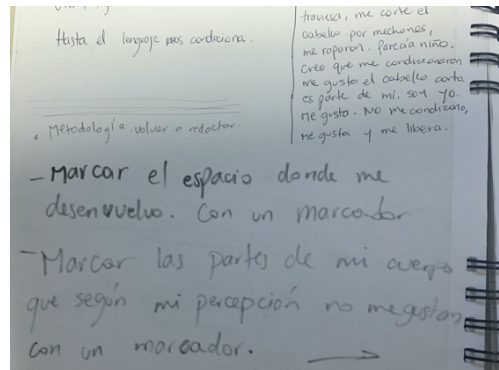 Hasta el lenguaje nos condiciona.
• Metodología. volver a redactar.
traviesa, me corté el
cabello por mechones,
me raparon. Parecía niño.
Creo que me condicionaron
me gusta el cabello corto.
es parte de mi. soy yo.
me gusta. NO me condiciono,
me gusta y me libera.
- Marcar el espacio donde me
desenvuelvo. Con un marcador
- Marcar las partes de mi cuerpo
que según mi percepción no me gustan
con un marcador.